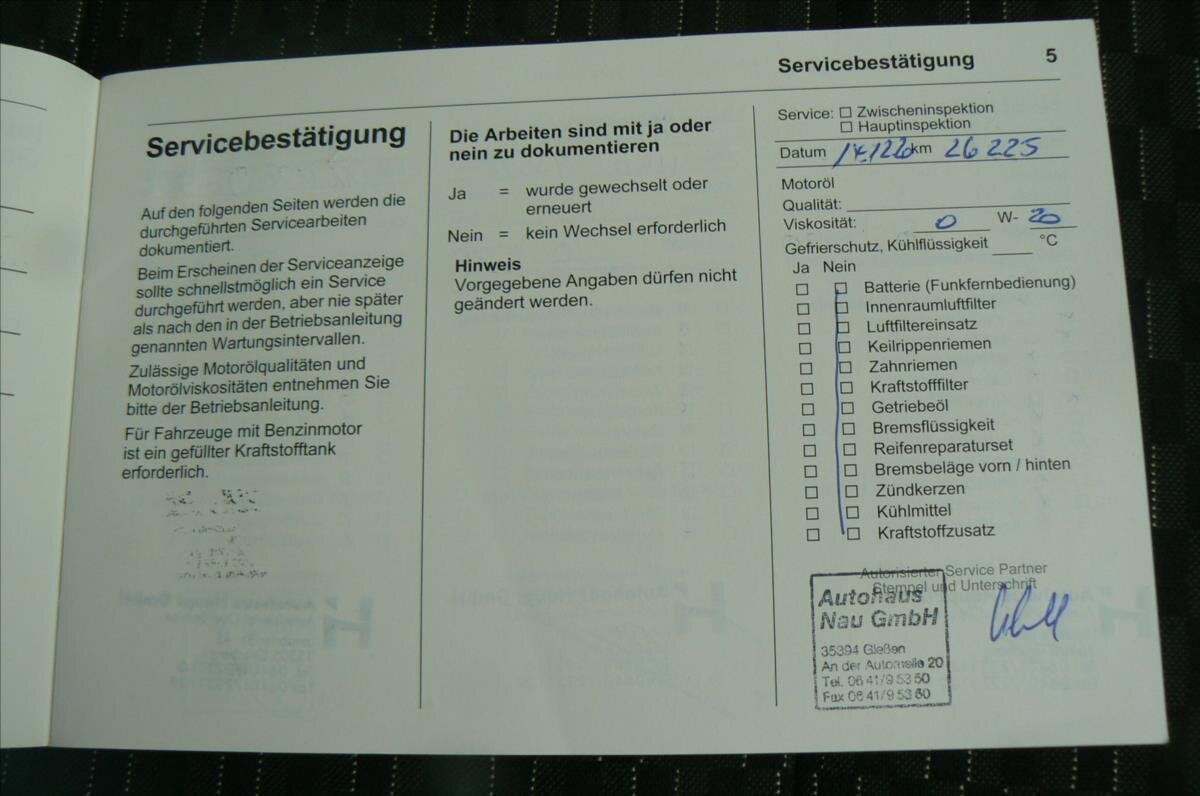 Servicebestätigung 5
Servicebestätigung
Auf den folgenden Seiten werden die
durchgeführten Servicearbeiten
dokumentiert.
Beim Erscheinen der Serviceanzeige
sollte schnellstmöglich ein Service
durchgeführt werden, aber nie später
als nach den in der Betriebsanleitung
genannten Wartungsintervallen.
Zulässige Motorölqualitäten und
Motorölviskositäten entnehmen Sie
bitte der Betriebsanleitung.
Für Fahrzeuge mit Benzinmotor
ist ein gefüllter Kraftstofftank
erforderlich.
Die Arbeiten sind mit ja oder
nein zu dokumentieren
Ja = wurde gewechselt oder
erneuert
Nein = kein Wechsel erforderlich
Hinweis
Vorgegebene Angaben dürfen nicht
geändert werden.
Service: Zwischeninspektion
Hauptinspektion
Datum km 26 225
Motoröl
Qualität:
Viskosität: 0 W- 20
Gefrierschutz, Kühlflüssigkeit °C
Ja Nein
Batterie (Funkfernbedienung)
Innenraumluftfilter
Luftfiltereinsatz
Keilrippenriemen
Zahnriemen
Kraftstofffilter
Getriebeöl
Bremsflüssigkeit
Reifenreparaturset
Bremsbeläge vorn / hinten
Zündkerzen
Kühlmittel
Kraftstoffzusatz
Autorisierter Service Partner
Stempel und Unterschrift
Autohaus
Nau GmbH
35394 Gießen
An der Automeile 20
Tel. 06 41/9 53 50
Fax 06 41/9 53 60